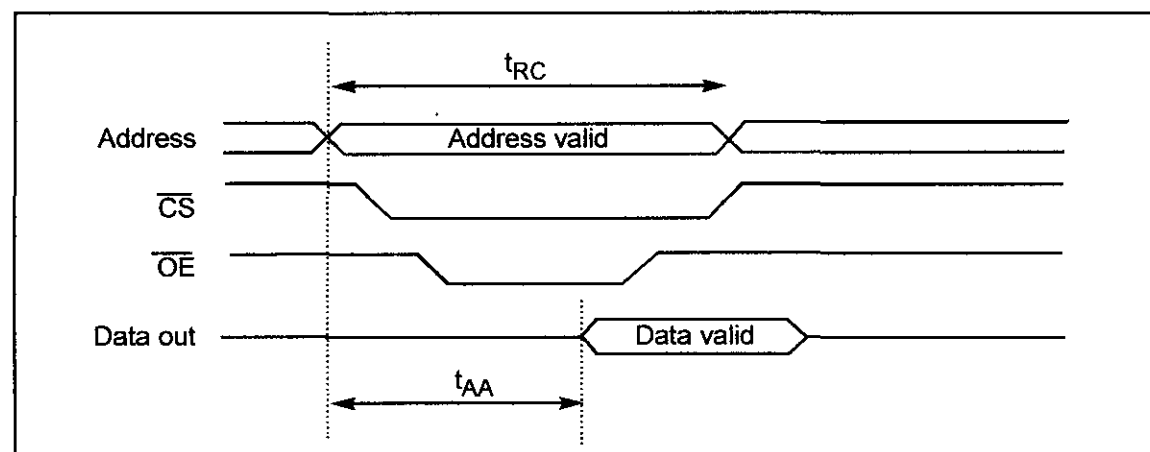 tRC
Address
Address valid
CS
OE
Data out
Data valid
tAA